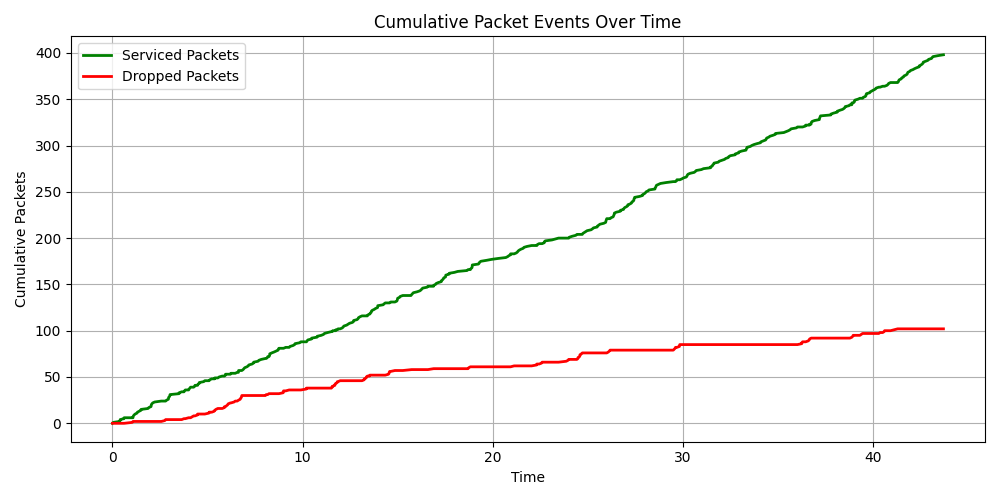 Cumulative Packet Events Over Time
Serviced Packets
Dropped Packets
Cumulative Packets
400
350
300
250
200
150
100
50
0
0 10 20 30 40
Time